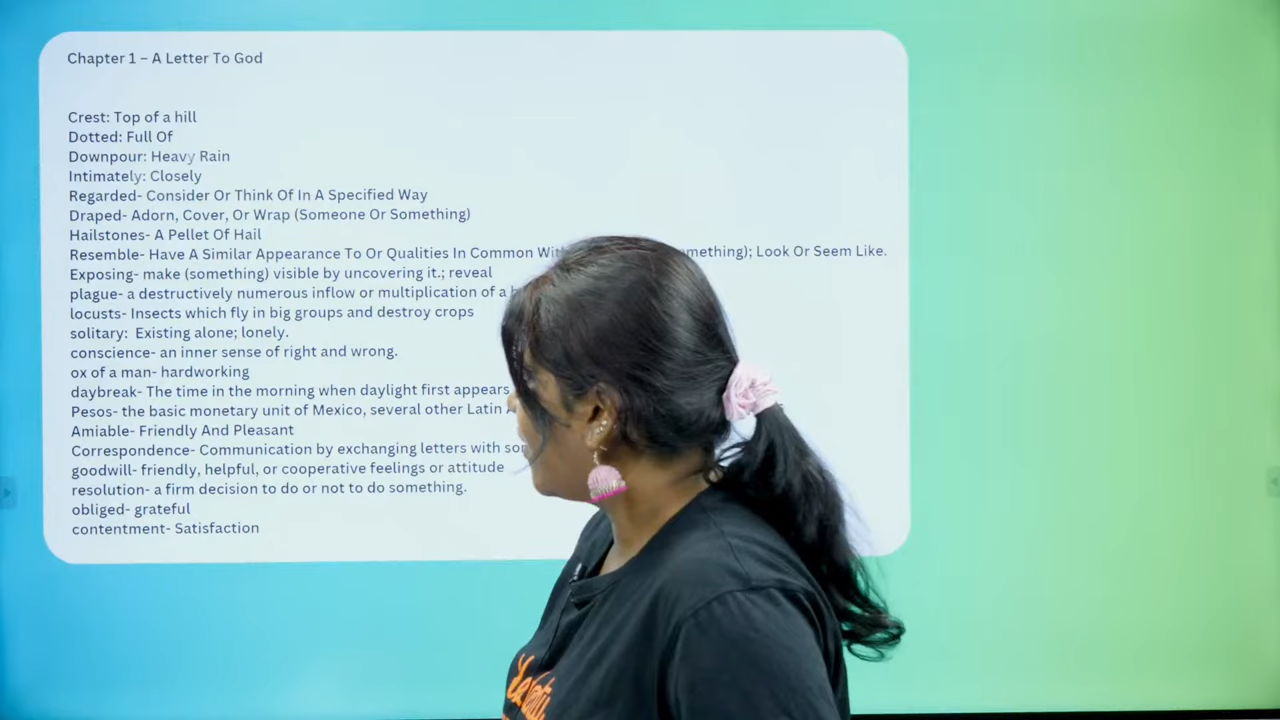 Chapter 1 – A Letter To God
Crest: Top of a hill
Dotted: Full Of
Downpour: Heavy Rain
Intimately: Closely
Regarded- Consider Or Think Of In A Specified Way
Draped- Adorn, Cover, Or Wrap (Someone Or Something)
Hailstones- A Pellet Of Hail
Resemble- Have A Similar Appearance To Or Qualities In Common Look Or Seem Like.
Exposing- make (something) visible by uncovering it.; reveal
plague- a destructively numerous inflow or multiplication of a
locusts- Insects which fly in big groups and destroy crops
solitary: Existing alone; lonely.
conscience- an inner sense of right and wrong.
ox of a man- hardworking
daybreak- The time in the morning when daylight first appears
Pesos- the basic monetary unit of Mexico, several other Latin
Amiable- Friendly And Pleasant
Correspondence- Communication by exchanging letters with
goodwill- friendly, helpful, or cooperative feelings or attitude
resolution- a firm decision to do or not to do something.
obliged- grateful
contentment- Satisfaction